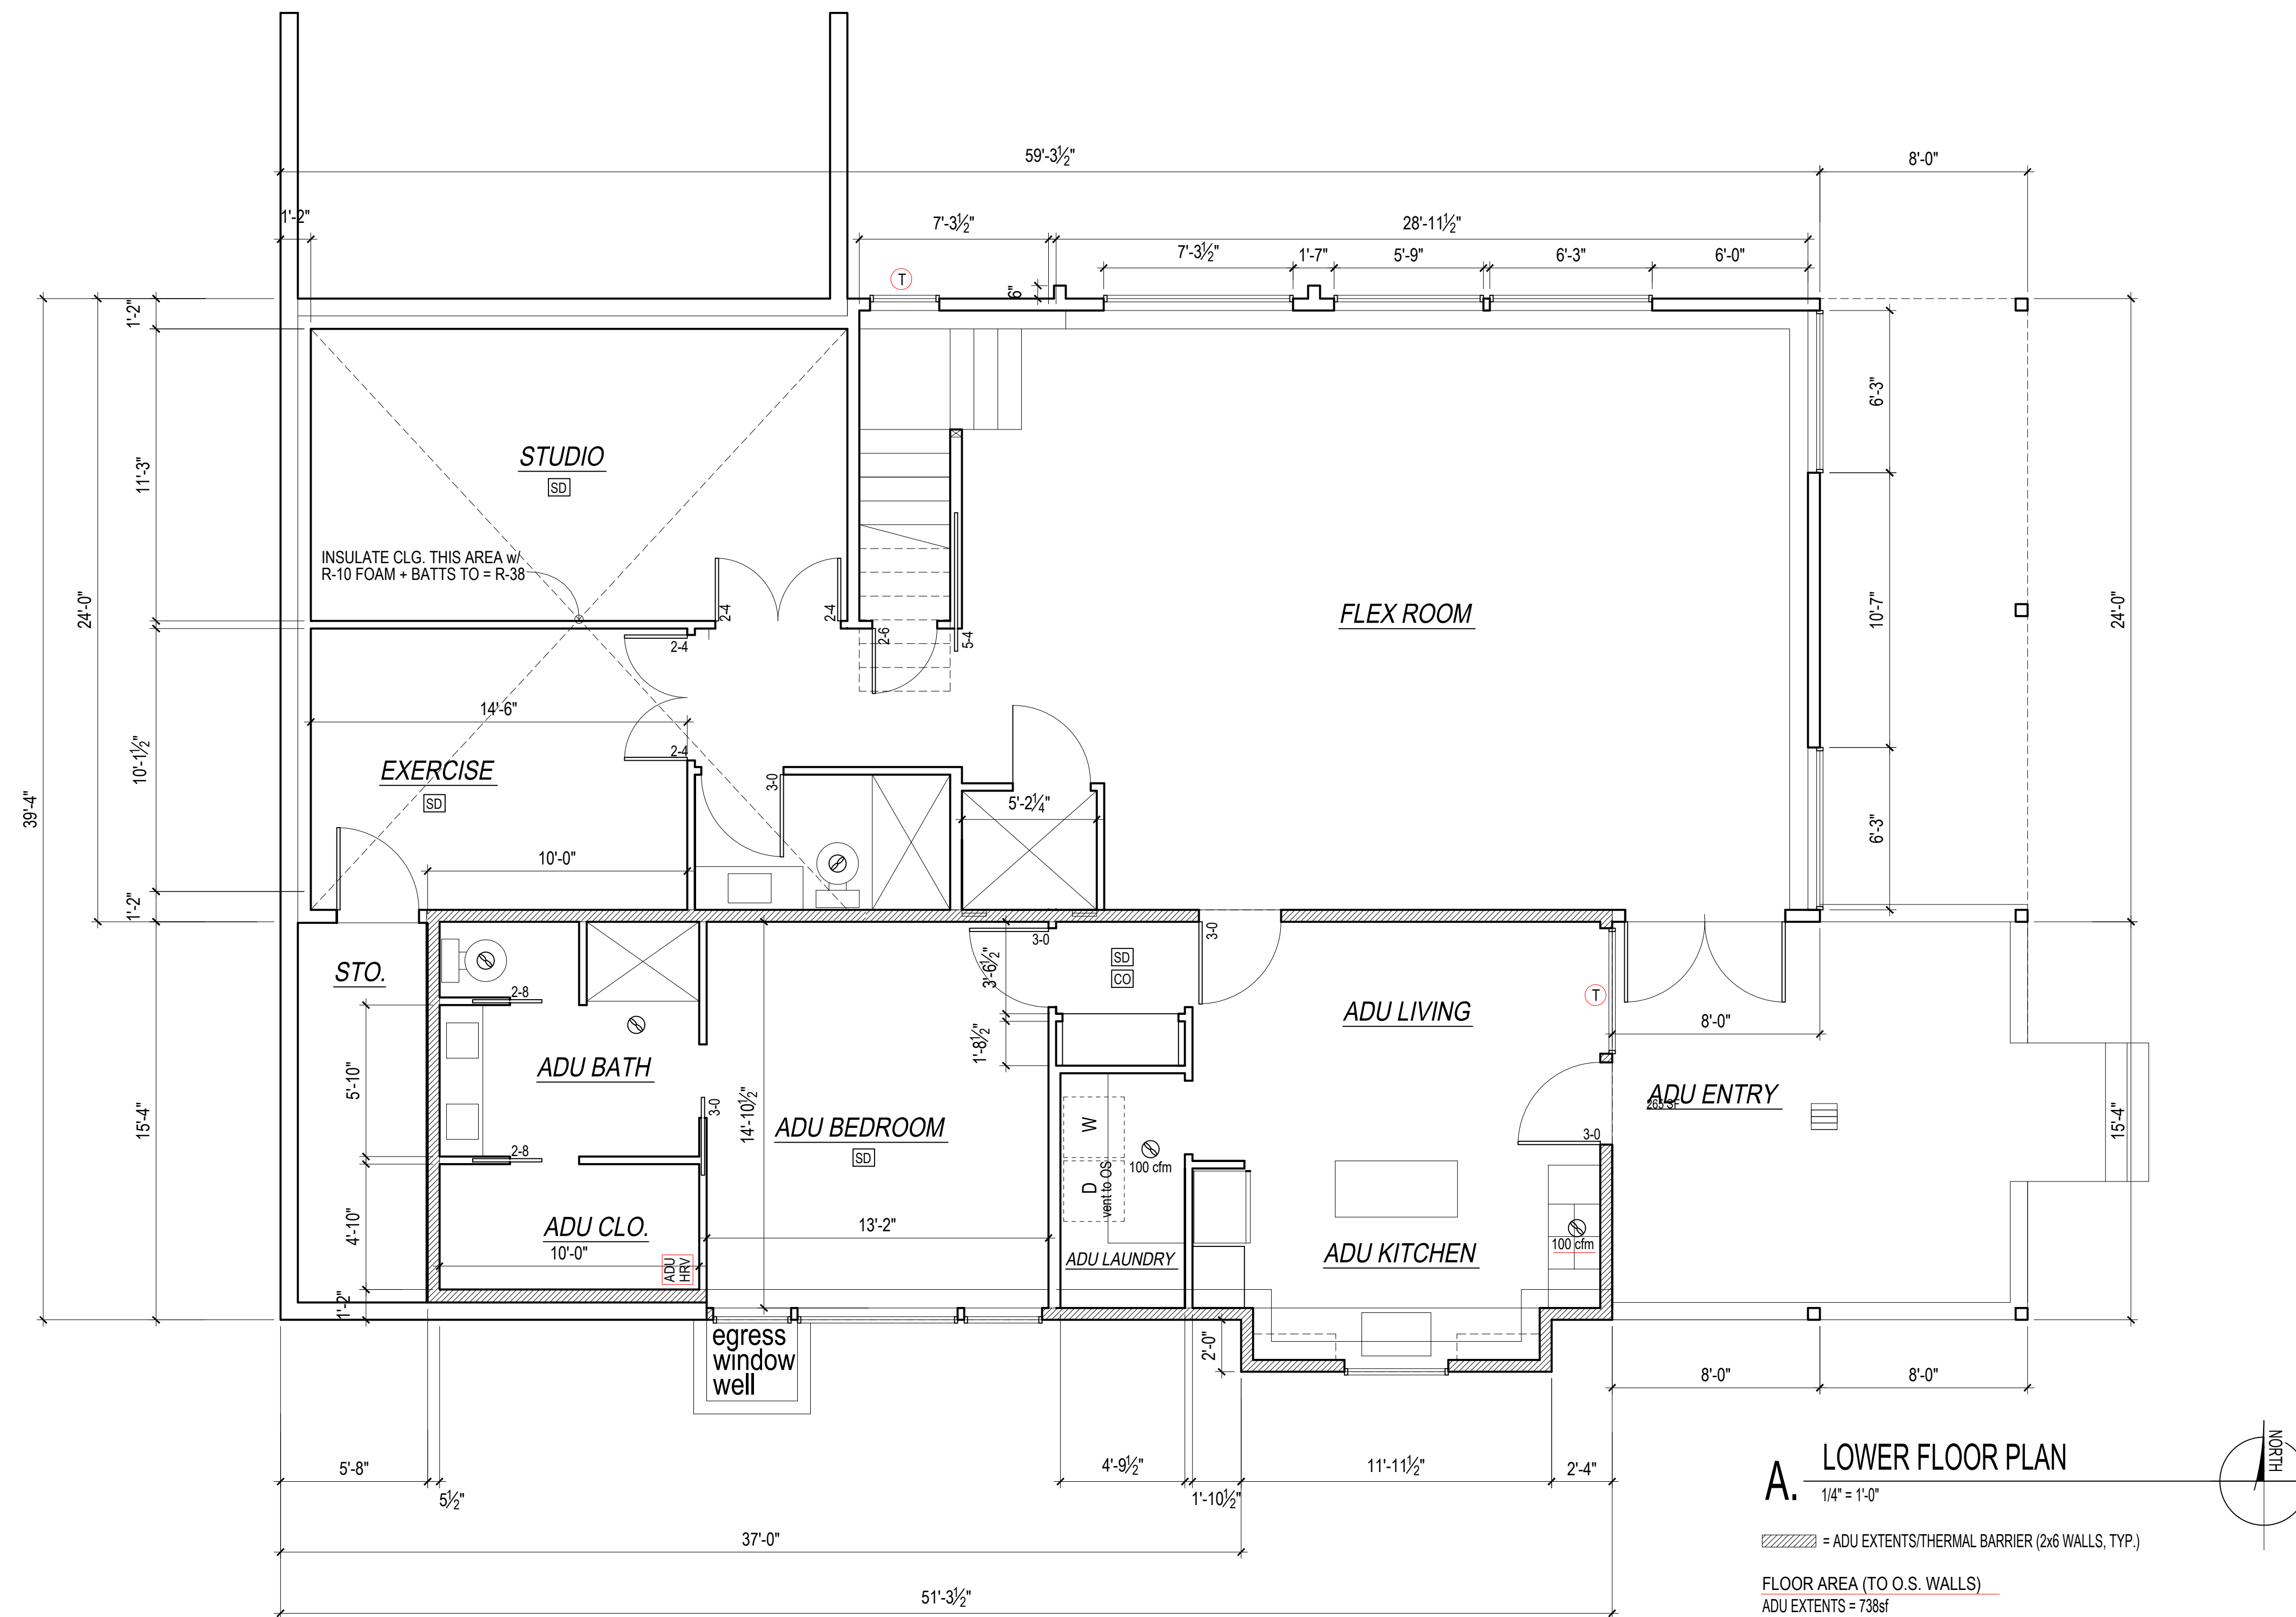 59'-3½"
8'-0"
1'-2"
7'-3½"
28'-11½"
7'-3½"
1'-7"
5'-9"
6'-3"
6'-0"
T
6"
1'-2"
11'-3"
24'-0"
39'-4"
10'-1½"
1'-2"
15'-4"
STUDIO
SD
INSULATE CLG. THIS AREA w/
R-10 FOAM + BATTS TO = R-38
2-4
2-4
2-6
5-4
2-4
2-4
FLEX ROOM
6'-3"
10'-7"
6'-3"
24'-0"
14'-6"
EXERCISE
SD
3-0
5'-2¼"
10'-0"
STO.
2-8
3-0
3'-6½"
SD
CO
3-0
ADU LIVING
T
8'-0"
1'-8½"
5'-10"
ADU BATH
3-0
14'-10½"
ADU BEDROOM
SD
W
D
vent to OS
100 cfm
3-0
ADU ENTRY
265 SF
15'-4"
2-8
4'-10"
ADU CLO.
10'-0"
ADU
HRV
13'-2"
ADU LAUNDRY
ADU KITCHEN
100 cfm
1'-2"
egress
window
well
2'-0"
8'-0"
8'-0"
5'-8"
5½"
4'-9½"
1'-10½"
11'-11½"
2'-4"
37'-0"
51'-3½"
A.
LOWER FLOOR PLAN
1/4" = 1'-0"
NORTH
= ADU EXTENTS/THERMAL BARRIER (2x6 WALLS, TYP.)
FLOOR AREA (TO O.S. WALLS)
ADU EXTENTS = 738sf